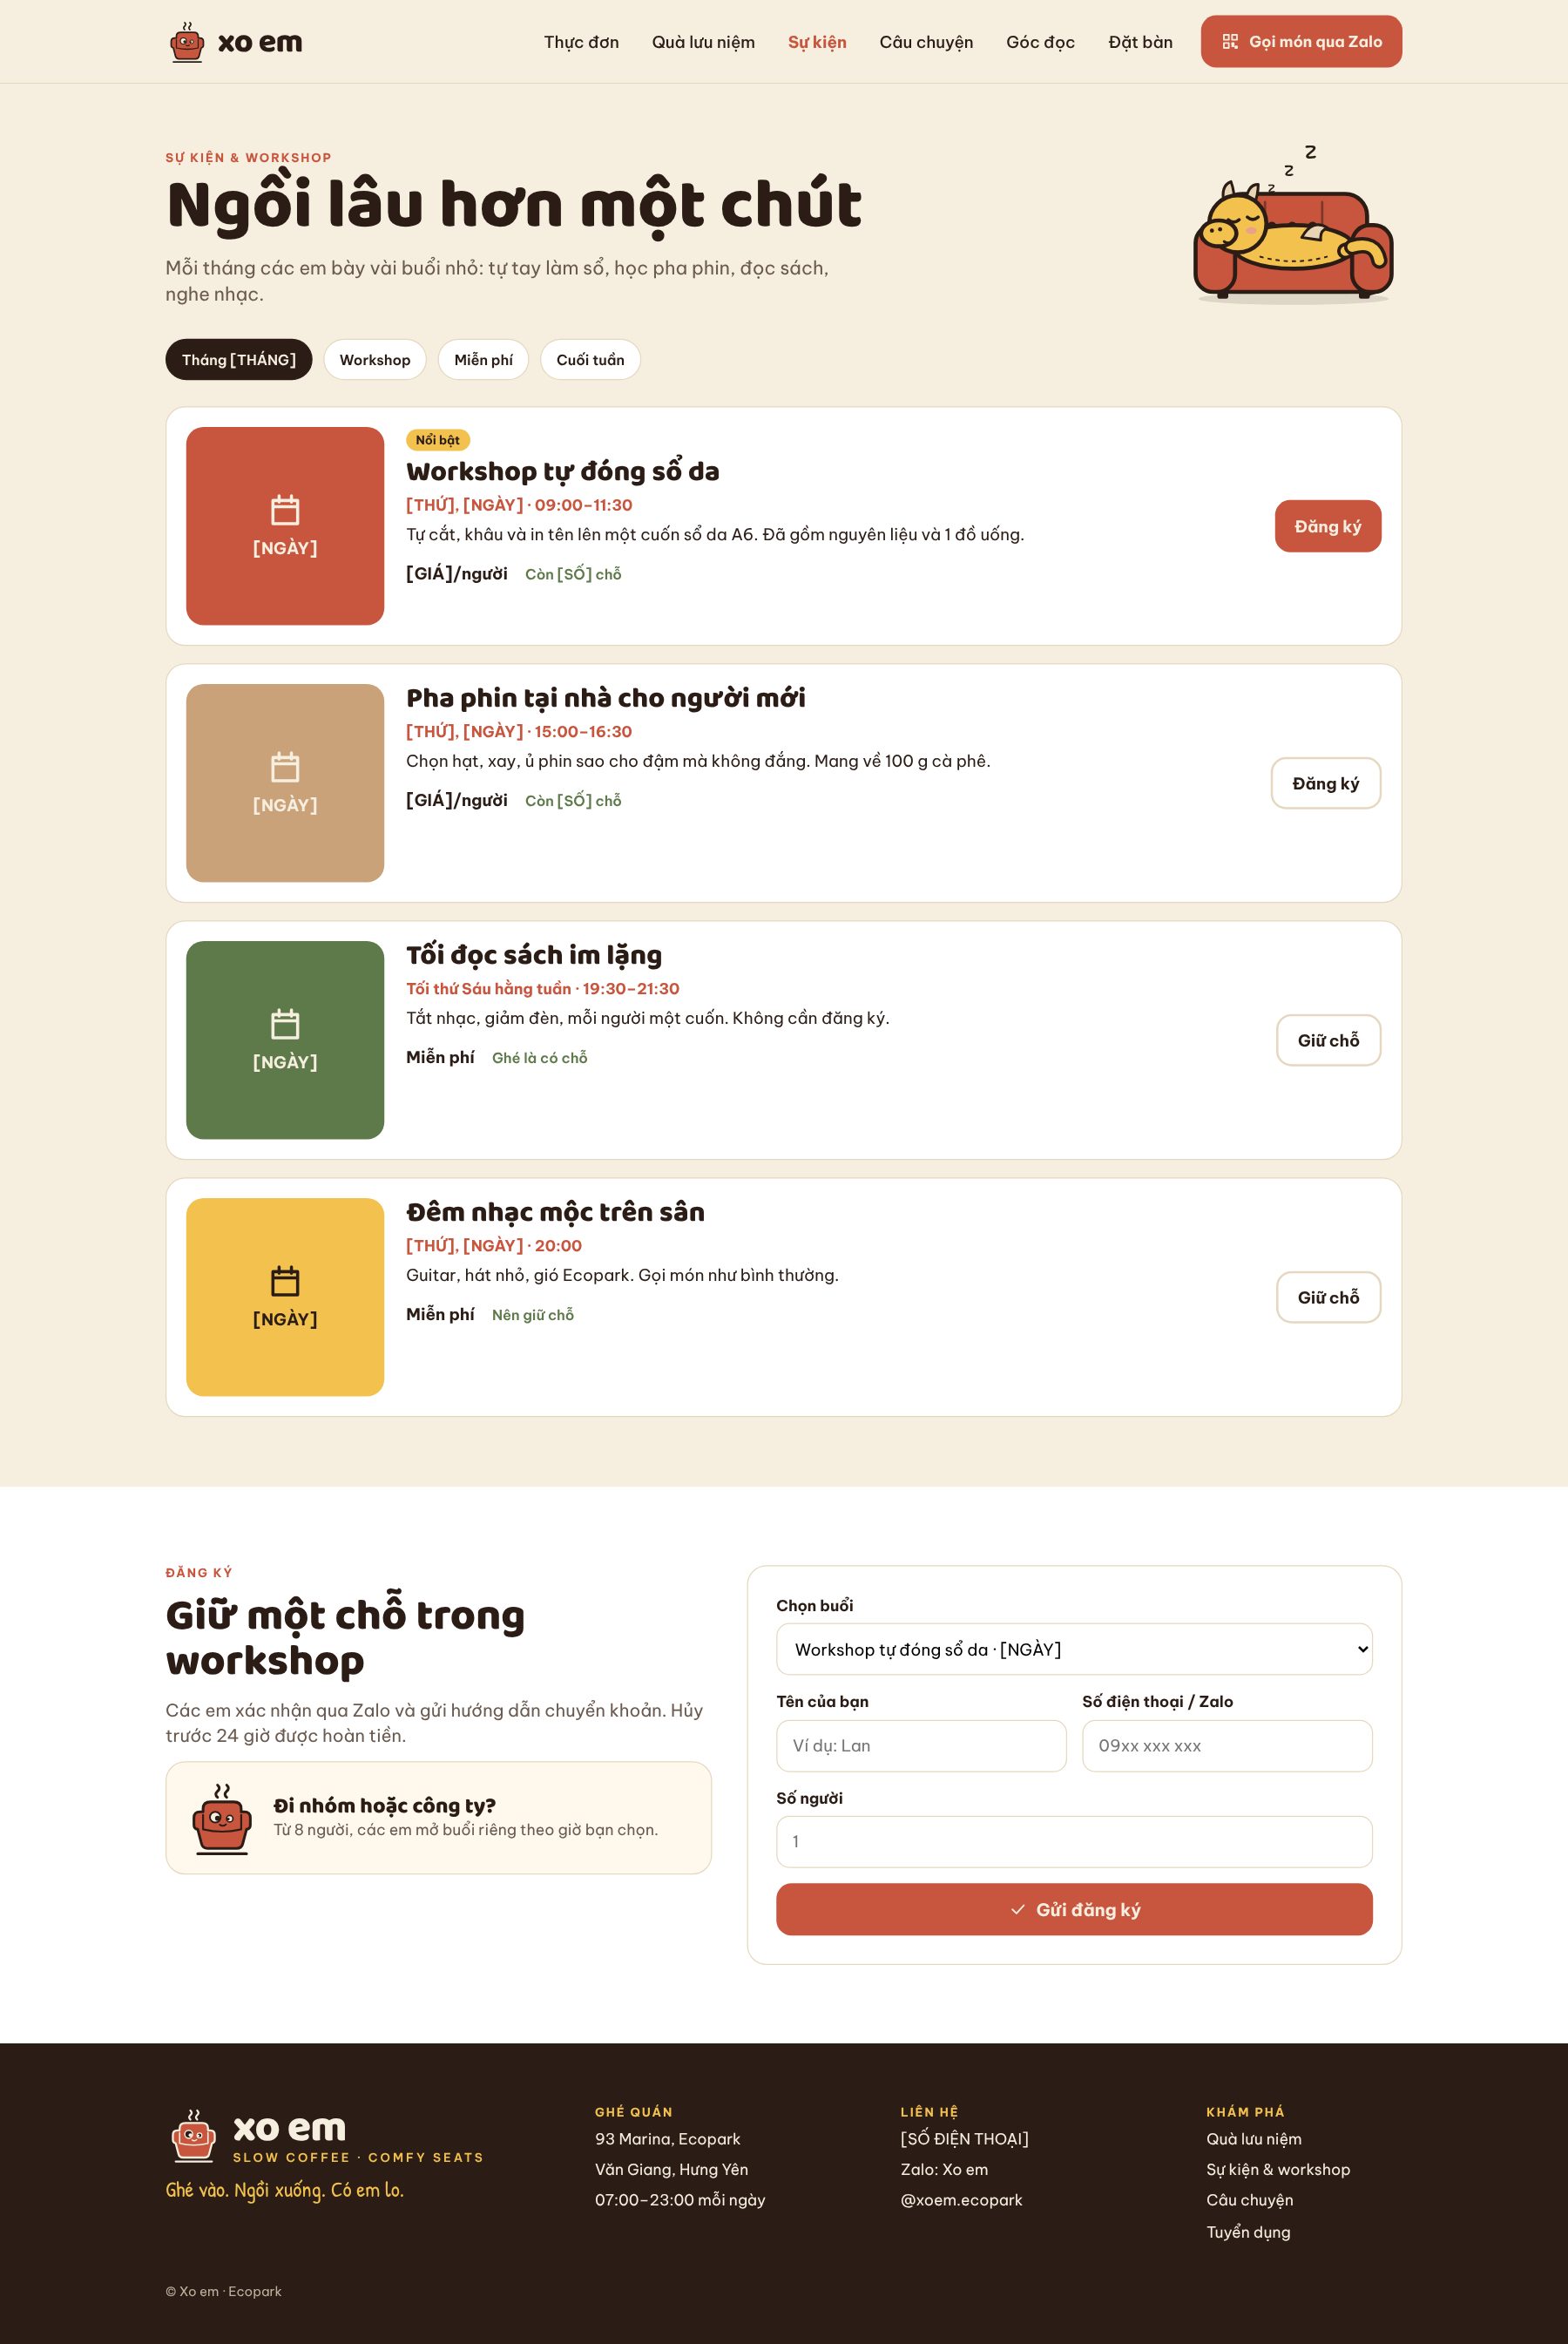 xo em
Thực đơn
Quà lưu niệm
Sự kiện
Câu chuyện
Góc đọc
Đặt bàn
Gọi món qua Zalo
SỰ KIỆN & WORKSHOP
Ngồi lâu hơn một chút
Mỗi tháng các em bày vài buổi nhỏ: tự tay làm sổ, học pha phin, đọc sách,
nghe nhạc.
z
z
z
Tháng [THÁNG]
Workshop
Miễn phí
Cuối tuần
[NGÀY]
Nổi bật
Workshop tự đóng sổ da
[THỨ], [NGÀY] · 09:00–11:30
Tự cắt, khâu và in tên lên một cuốn sổ da A6. Đã gồm nguyên liệu và 1 đồ uống.
[GIÁ]/người Còn [SỐ] chỗ
Đăng ký
[NGÀY]
Pha phin tại nhà cho người mới
[THỨ], [NGÀY] · 15:00–16:30
Chọn hạt, xay, ủ phin sao cho đậm mà không đắng. Mang về 100 g cà phê.
[GIÁ]/người Còn [SỐ] chỗ
Đăng ký
[NGÀY]
Tối đọc sách im lặng
Tối thứ Sáu hằng tuần · 19:30–21:30
Tắt nhạc, giảm đèn, mỗi người một cuốn. Không cần đăng ký.
Miễn phí Ghé là có chỗ
Giữ chỗ
[NGÀY]
Đêm nhạc mộc trên sân
[THỨ], [NGÀY] · 20:00
Guitar, hát nhỏ, gió Ecopark. Gọi món như bình thường.
Miễn phí Nên giữ chỗ
Giữ chỗ
ĐĂNG KÝ
Giữ một chỗ trong
workshop
Các em xác nhận qua Zalo và gửi hướng dẫn chuyển khoản. Hủy
trước 24 giờ được hoàn tiền.
Đi nhóm hoặc công ty?
Từ 8 người, các em mở buổi riêng theo giờ bạn chọn.
Chọn buổi
Workshop tự đóng sổ da · [NGÀY]
Tên của bạn
Ví dụ: Lan
Số điện thoại / Zalo
09xx xxx xxx
Số người
1
Gửi đăng ký
xo em
SLOW COFFEE · COMFY SEATS
Ghé vào. Ngồi xuống. Có em lo.
GHÉ QUÁN
93 Marina, Ecopark
Văn Giang, Hưng Yên
07:00–23:00 mỗi ngày
LIÊN HỆ
[SỐ ĐIỆN THOẠI]
Zalo: Xo em
@xoem.ecopark
KHÁM PHÁ
Quà lưu niệm
Sự kiện & workshop
Câu chuyện
Tuyển dụng
© Xo em · Ecopark